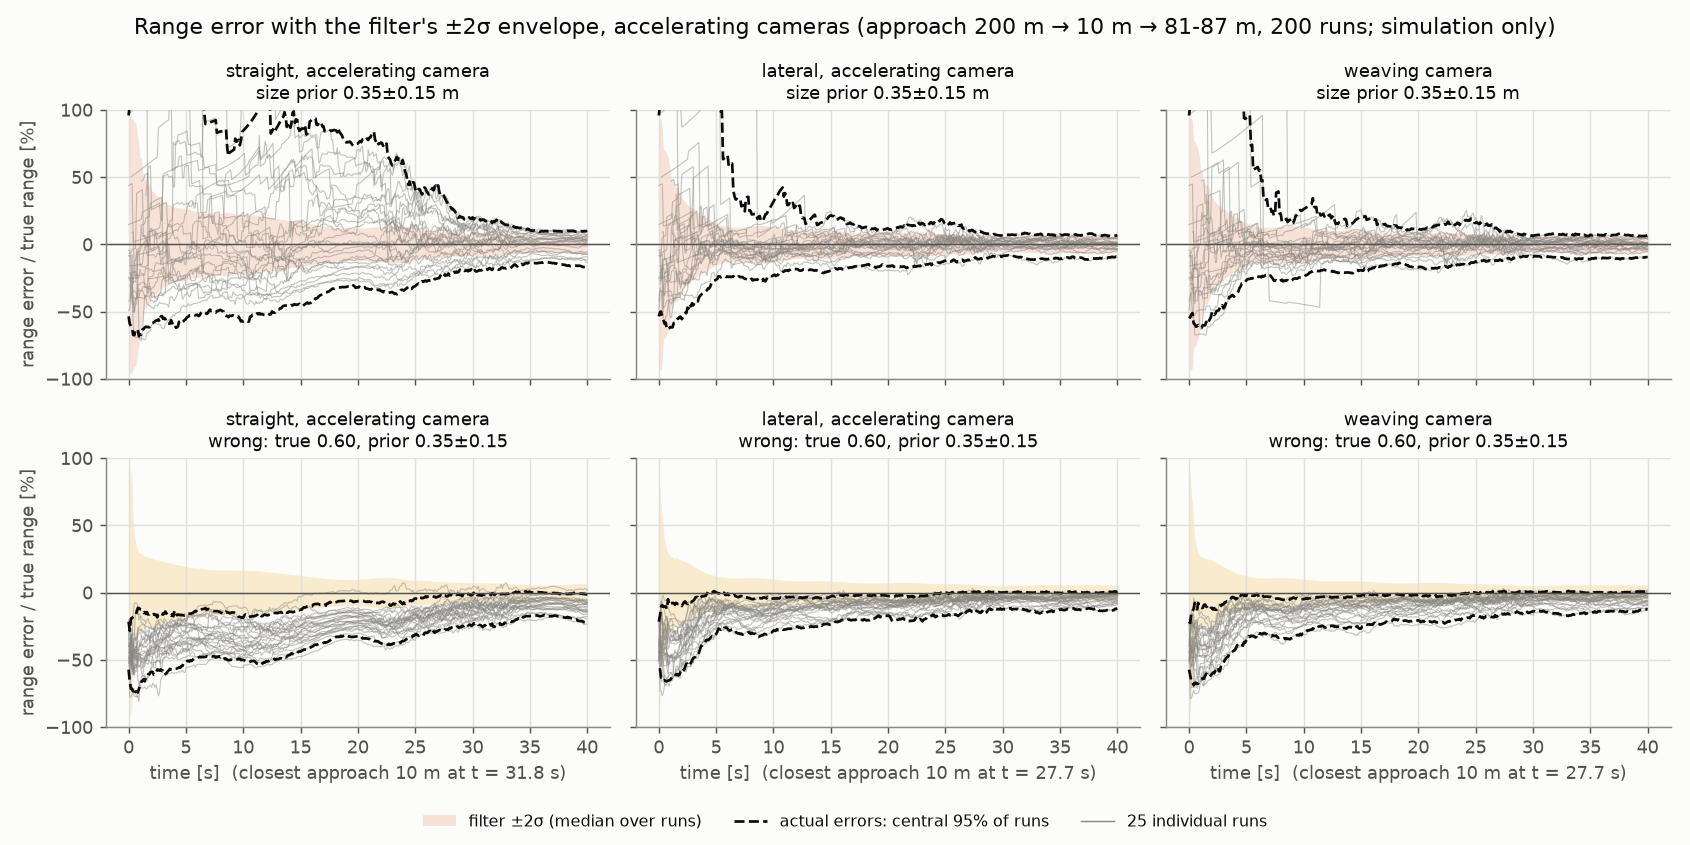 Range error with the filter's ±2σ envelope, accelerating cameras (approach 200 m → 10 m → 81-87 m, 200 runs; simulation only)
straight, accelerating camera
size prior 0.35±0.15 m
lateral, accelerating camera
size prior 0.35±0.15 m
weaving camera
size prior 0.35±0.15 m
range error / true range [%]
100
50
0
−50
−100
straight, accelerating camera
wrong: true 0.60, prior 0.35±0.15
lateral, accelerating camera
wrong: true 0.60, prior 0.35±0.15
weaving camera
wrong: true 0.60, prior 0.35±0.15
range error / true range [%]
100
50
0
−50
−100
0 5 10 15 20 25 30 35 40
time [s]  (closest approach 10 m at t = 31.8 s)
0 5 10 15 20 25 30 35 40
time [s]  (closest approach 10 m at t = 27.7 s)
0 5 10 15 20 25 30 35 40
time [s]  (closest approach 10 m at t = 27.7 s)
filter ±2σ (median over runs)
actual errors: central 95% of runs
25 individual runs